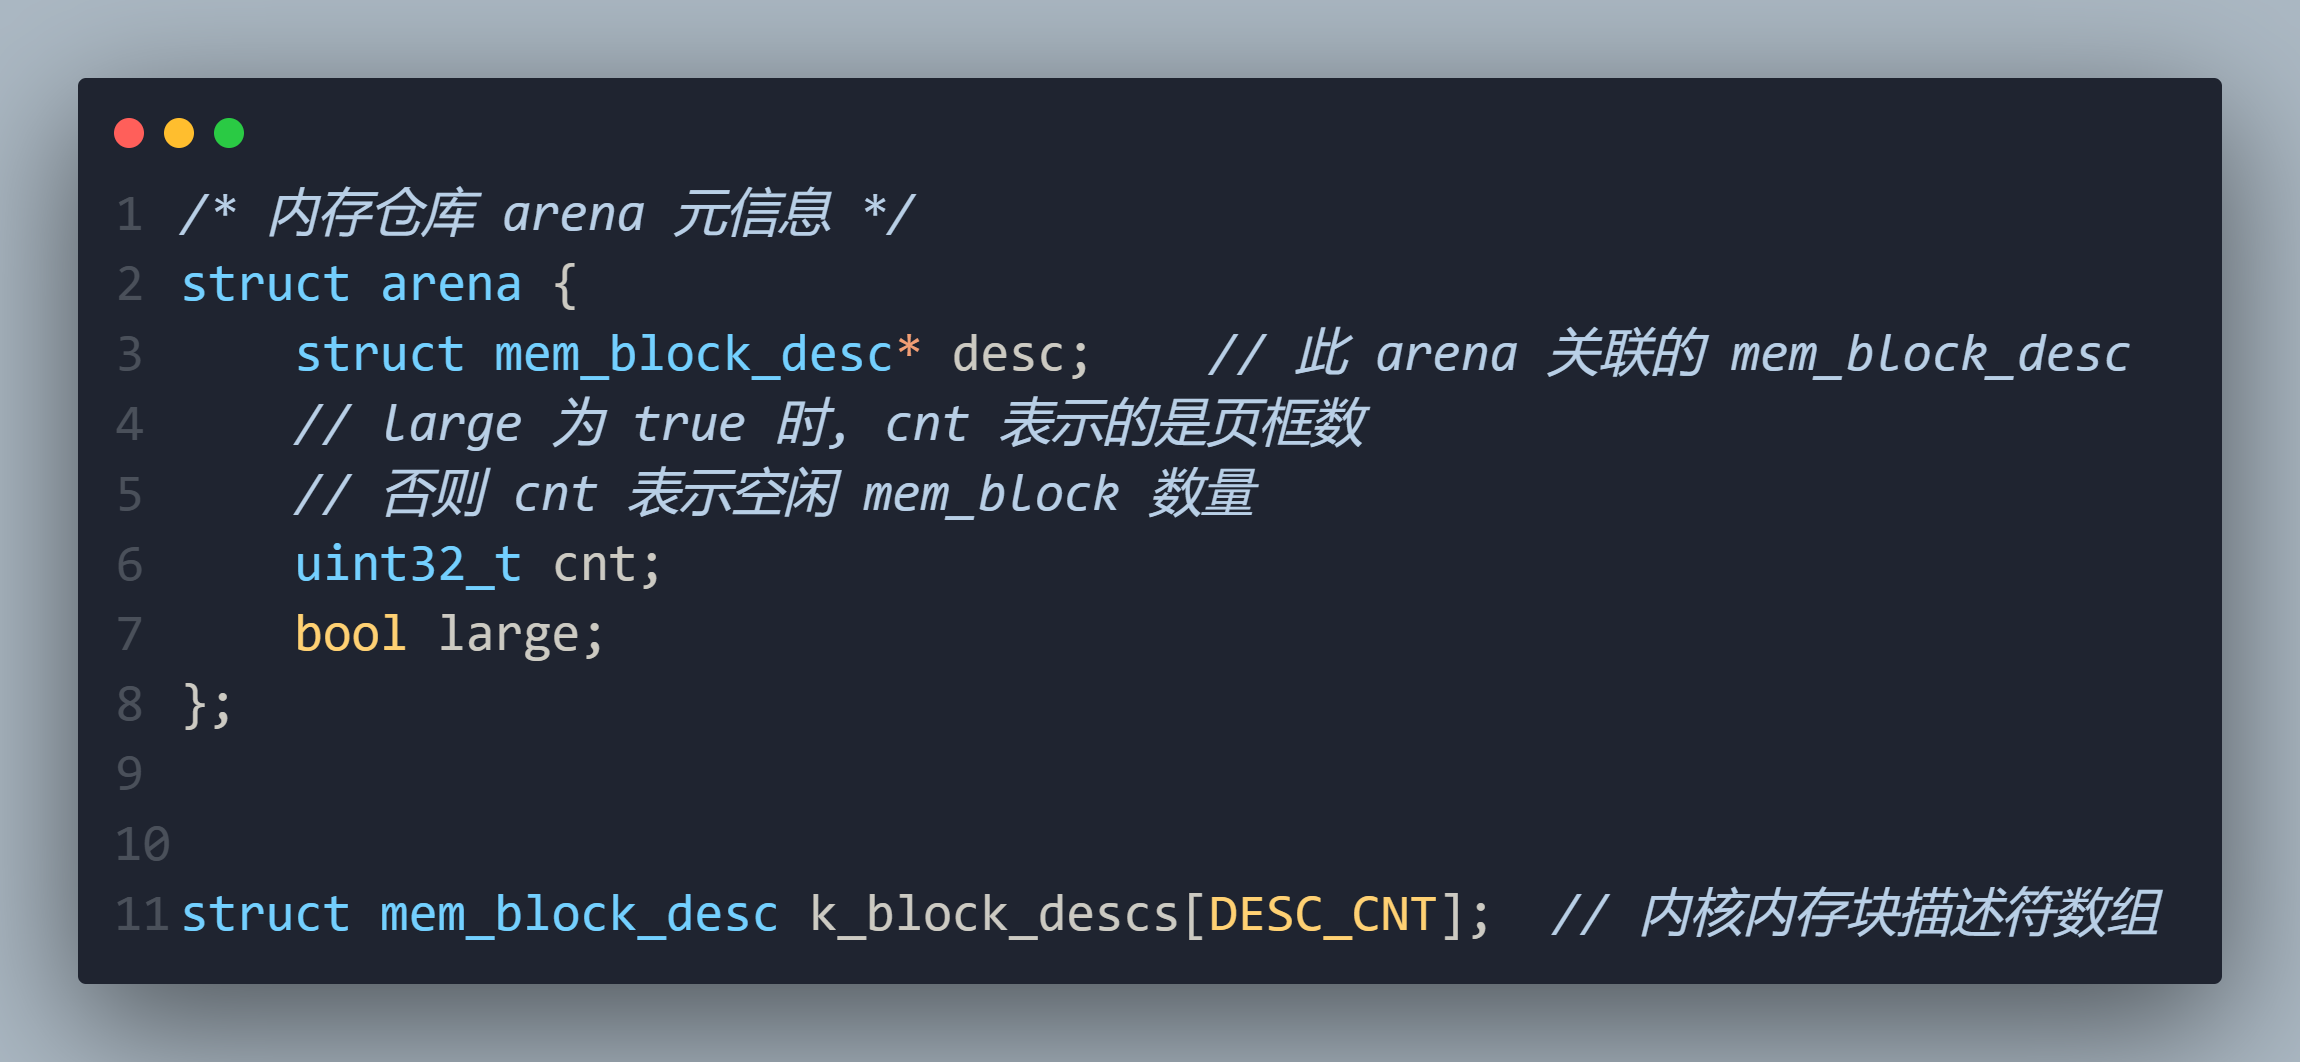 1 /* 内存仓库 arena 元信息 */
2 struct arena {
3     struct mem_block_desc* desc;    // 此 arena 关联的 mem_block_desc
4     // large 为 true 时, cnt 表示的是页框数
5     // 否则 cnt 表示空闲 mem_block 数量
6     uint32_t cnt;
7     bool large;
8 };
9
10
11 struct mem_block_desc k_block_descs[DESC_CNT];  // 内核内存块描述符数组